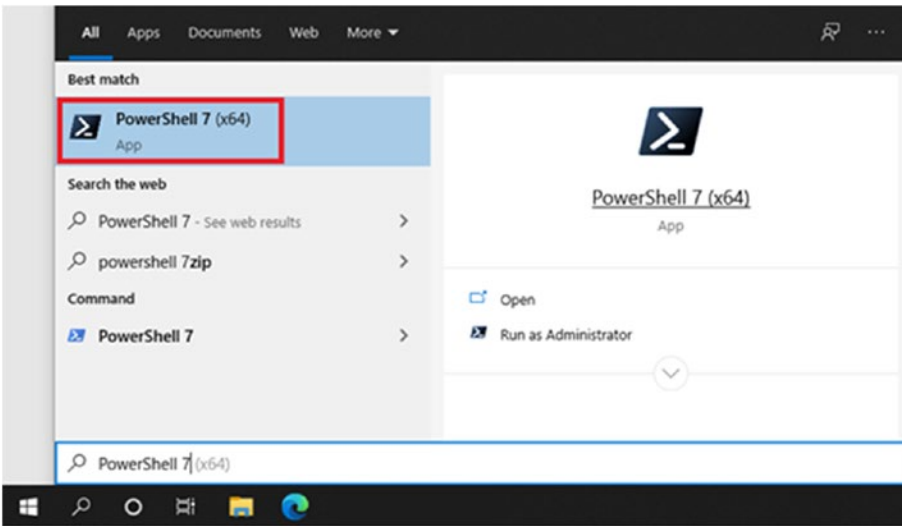 All Apps Documents Web More
Best match
PowerShell 7 (x64)
App
Search the web
PowerShell 7 - See web results
powershell 7zip
Command
PowerShell 7
PowerShell 7 (x64)
App
Open
Run as Administrator
PowerShell 7 (x64)